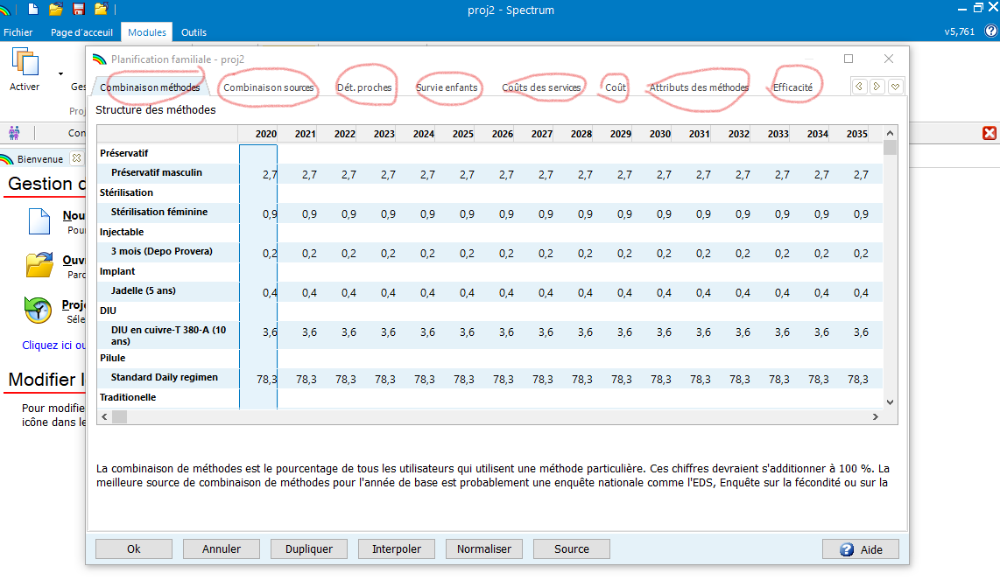 proj2 - Spectrum
Fichier Page d'acceuil Modules Outils v5,761
Activer Ges
Proj
Con
Bienvenue
Gestion d
Nou
Pou
Ouv
Parc
Proje
Séle
Cliquez ici ou
Modifier l
Pour modifie
icône dans le
Planification familiale - proj2
Combinaison méthodes Combinaison sources Dét. proches Survie enfants Coûts des services Coût Attributs des méthodes Efficacité
Structure des méthodes
2020 2021 2022 2023 2024 2025 2026 2027 2028 2029 2030 2031 2032 2033 2034 2035
Préservatif
Préservatif masculin 2,7 2,7 2,7 2,7 2,7 2,7 2,7 2,7 2,7 2,7 2,7 2,7 2,7 2,7 2,7 2,7
Stérilisation
Stérilisation féminine 0,9 0,9 0,9 0,9 0,9 0,9 0,9 0,9 0,9 0,9 0,9 0,9 0,9 0,9 0,9 0,9
Injectable
3 mois (Depo Provera) 0,2 0,2 0,2 0,2 0,2 0,2 0,2 0,2 0,2 0,2 0,2 0,2 0,2 0,2 0,2 0,2
Implant
Jadelle (5 ans) 0,4 0,4 0,4 0,4 0,4 0,4 0,4 0,4 0,4 0,4 0,4 0,4 0,4 0,4 0,4 0,4
DIU
DIU en cuivre-T 380-A (10 3,6 3,6 3,6 3,6 3,6 3,6 3,6 3,6 3,6 3,6 3,6 3,6 3,6 3,6 3,6 3,6
ans)
Pilule
Standard Daily regimen 78,3 78,3 78,3 78,3 78,3 78,3 78,3 78,3 78,3 78,3 78,3 78,3 78,3 78,3 78,3 78,3
Traditionelle
La combinaison de méthodes est le pourcentage de tous les utilisateurs qui utilisent une méthode particulière. Ces chiffres devraient s'additionner à 100 %. La
meilleure source de combinaison de méthodes pour l'année de base est probablement une enquête nationale comme l'EDS, Enquête sur la fécondité ou sur la
Ok Annuler Dupliquer Interpoler Normaliser Source Aide